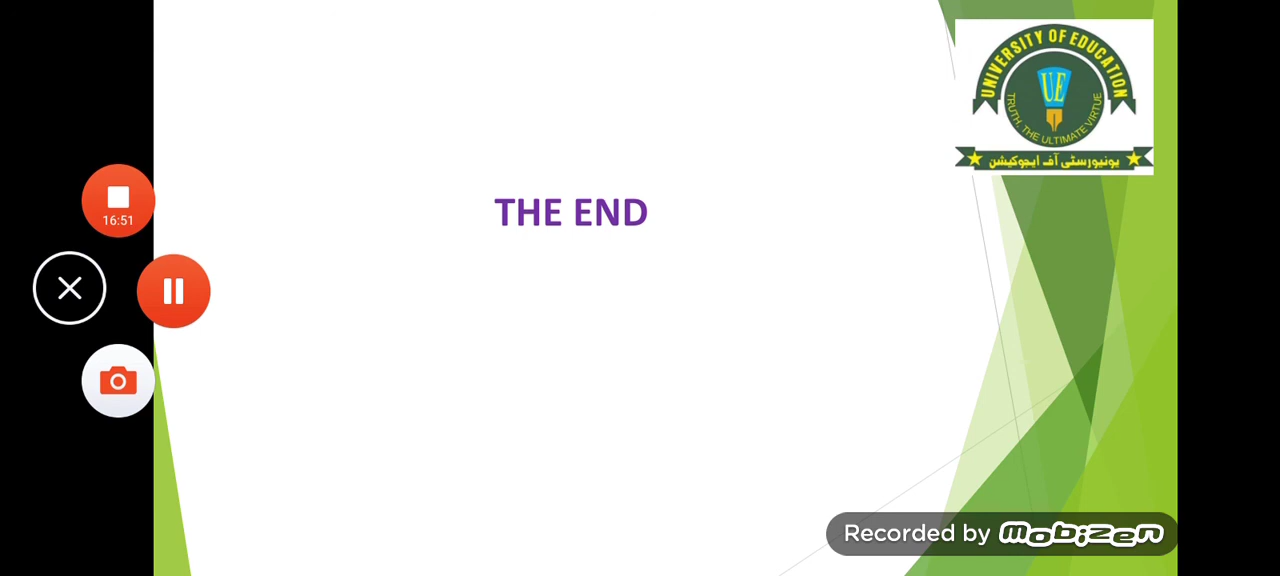 UNIVERSITY OF EDUCATION
UE
TRUTH, THE ULTIMATE VIRTUE
یونیورسٹی آف ایجوکیشن
THE END
16:51
Recorded by MOBIZEN